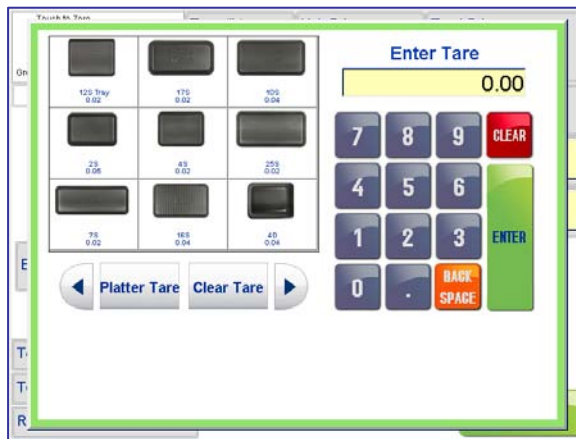 Touch to Zero
12S Tray
0.02
17S
0.02
10S
0.04
2S
0.06
4S
0.02
25S
0.02
7S
0.02
16S
0.04
4D
0.04
Platter Tare
Clear Tare
Enter Tare
0.00
7 8 9 CLEAR
4 5 6
1 2 3 ENTER
0 . BACK
SPACE